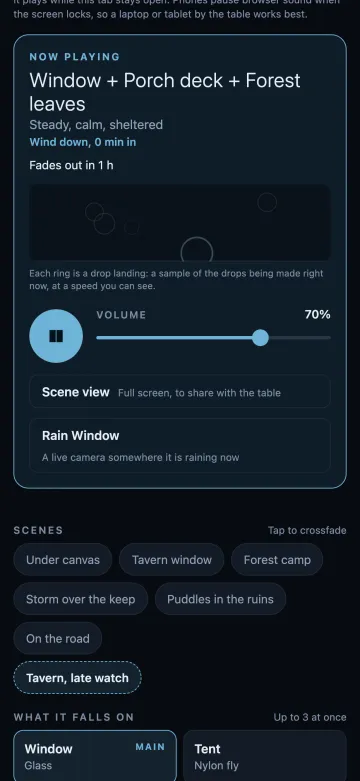 it plays while this tab stays open. Phones pause browser sound when
the screen locks, so a laptop or tablet by the table works best.
NOW PLAYING
Window + Porch deck + Forest
leaves
Steady, calm, sheltered
Wind down, 0 min in
Fades out in 1 h
Each ring is a drop landing: a sample of the drops being made right
now, at a speed you can see.
VOLUME 70%
Scene view Full screen, to share with the table
Rain Window
A live camera somewhere it is raining now
SCENES Tap to crossfade
Under canvas Tavern window Forest camp
Storm over the keep Puddles in the ruins
On the road
Tavern, late watch
WHAT IT FALLS ON Up to 3 at once
Window MAIN Tent
Glass Nylon fly